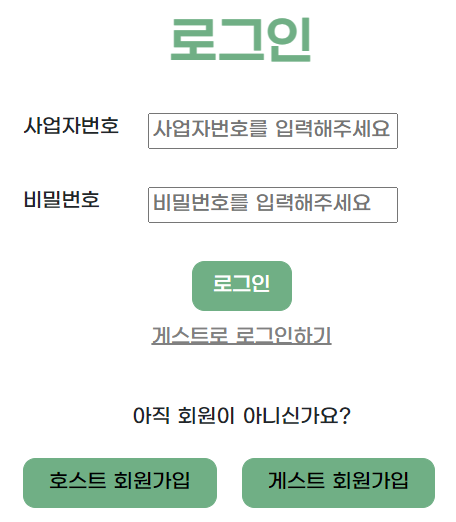 로그인
사업자번호 사업자번호를 입력해주세요
비밀번호 비밀번호를 입력해주세요
로그인
게스트로 로그인하기
아직 회원이 아니신가요?
호스트 회원가입 게스트 회원가입